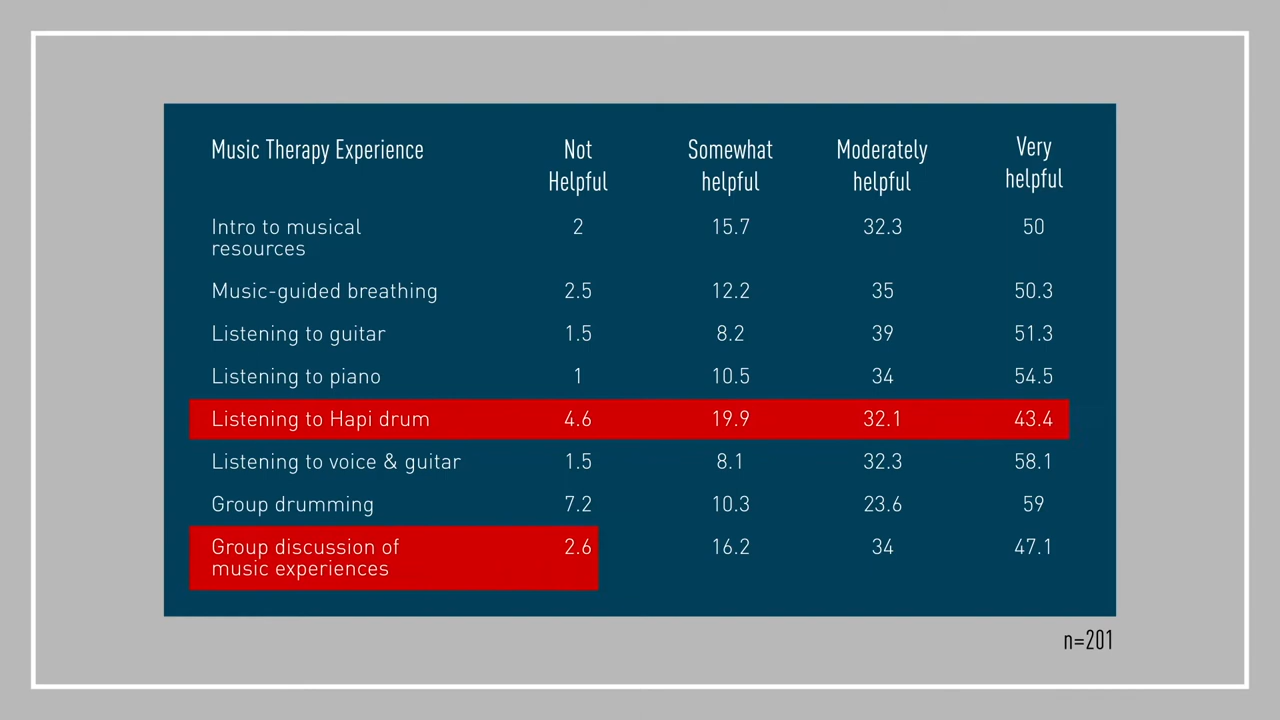 Music Therapy Experience Not Helpful Somewhat helpful Moderately helpful Very helpful
Intro to musical resources 2 15.7 32.3 50
Music-guided breathing 2.5 12.2 35 50.3
Listening to guitar 1.5 8.2 39 51.3
Listening to piano 1 10.5 34 54.5
Listening to Hapi drum 4.6 19.9 32.1 43.4
Listening to voice & guitar 1.5 8.1 32.3 58.1
Group drumming 7.2 10.3 23.6 59
Group discussion of music experiences 2.6 16.2 34 47.1
n=201